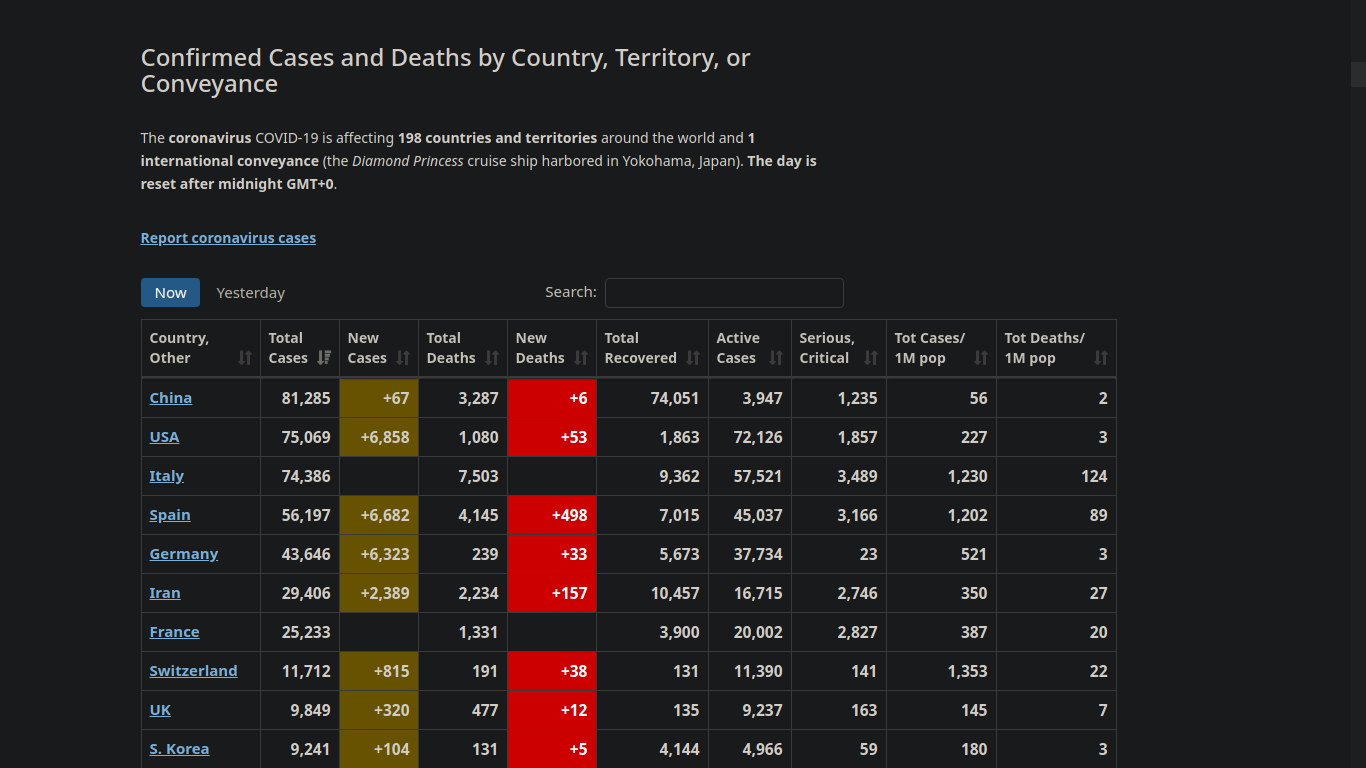 Confirmed Cases and Deaths by Country, Territory, or
Conveyance
The coronavirus COVID-19 is affecting 198 countries and territories around the world and 1
international conveyance (the Diamond Princess cruise ship harbored in Yokohama, Japan). The day is
reset after midnight GMT+0.
Report coronavirus cases
Now Yesterday Search:
Country, Other Total Cases New Cases Total Deaths New Deaths Total Recovered Active Cases Serious, Critical Tot Cases/ 1M pop Tot Deaths/ 1M pop
China 81,285 +67 3,287 +6 74,051 3,947 1,235 56 2
USA 75,069 +6,858 1,080 +53 1,863 72,126 1,857 227 3
Italy 74,386 7,503 9,362 57,521 3,489 1,230 124
Spain 56,197 +6,682 4,145 +498 7,015 45,037 3,166 1,202 89
Germany 43,646 +6,323 239 +33 5,673 37,734 23 521 3
Iran 29,406 +2,389 2,234 +157 10,457 16,715 2,746 350 27
France 25,233 1,331 3,900 20,002 2,827 387 20
Switzerland 11,712 +815 191 +38 131 11,390 141 1,353 22
UK 9,849 +320 477 +12 135 9,237 163 145 7
S. Korea 9,241 +104 131 +5 4,144 4,966 59 180 3